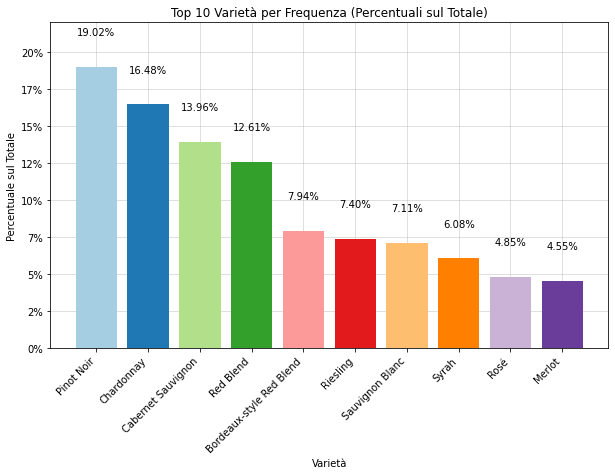 Top 10 Varietà per Frequenza (Percentuali sul Totale)
19.02%
16.48%
13.96%
12.61%
7.94%
7.40%
7.11%
6.08%
4.85%
4.55%
20%
17%
15%
12%
10%
7%
5%
2%
0%
Percentuale sul Totale
Pinot Noir
Chardonnay
Cabernet Sauvignon
Red Blend
Bordeaux-style Red Blend
Riesling
Sauvignon Blanc
Syrah
Rosé
Merlot
Varietà